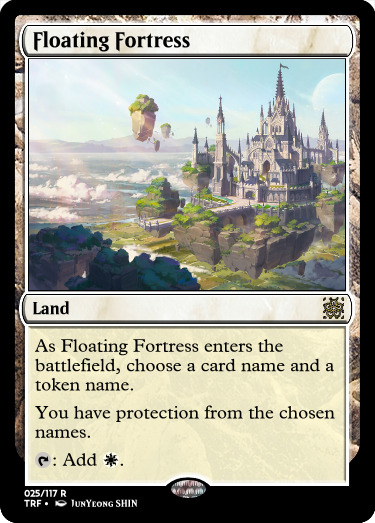 Floating Fortress
Land
As Floating Fortress enters the
battlefield, choose a card name and a
token name.
You have protection from the chosen
names.
: Add .
025/117 R
TRF • JunYeong SHIN